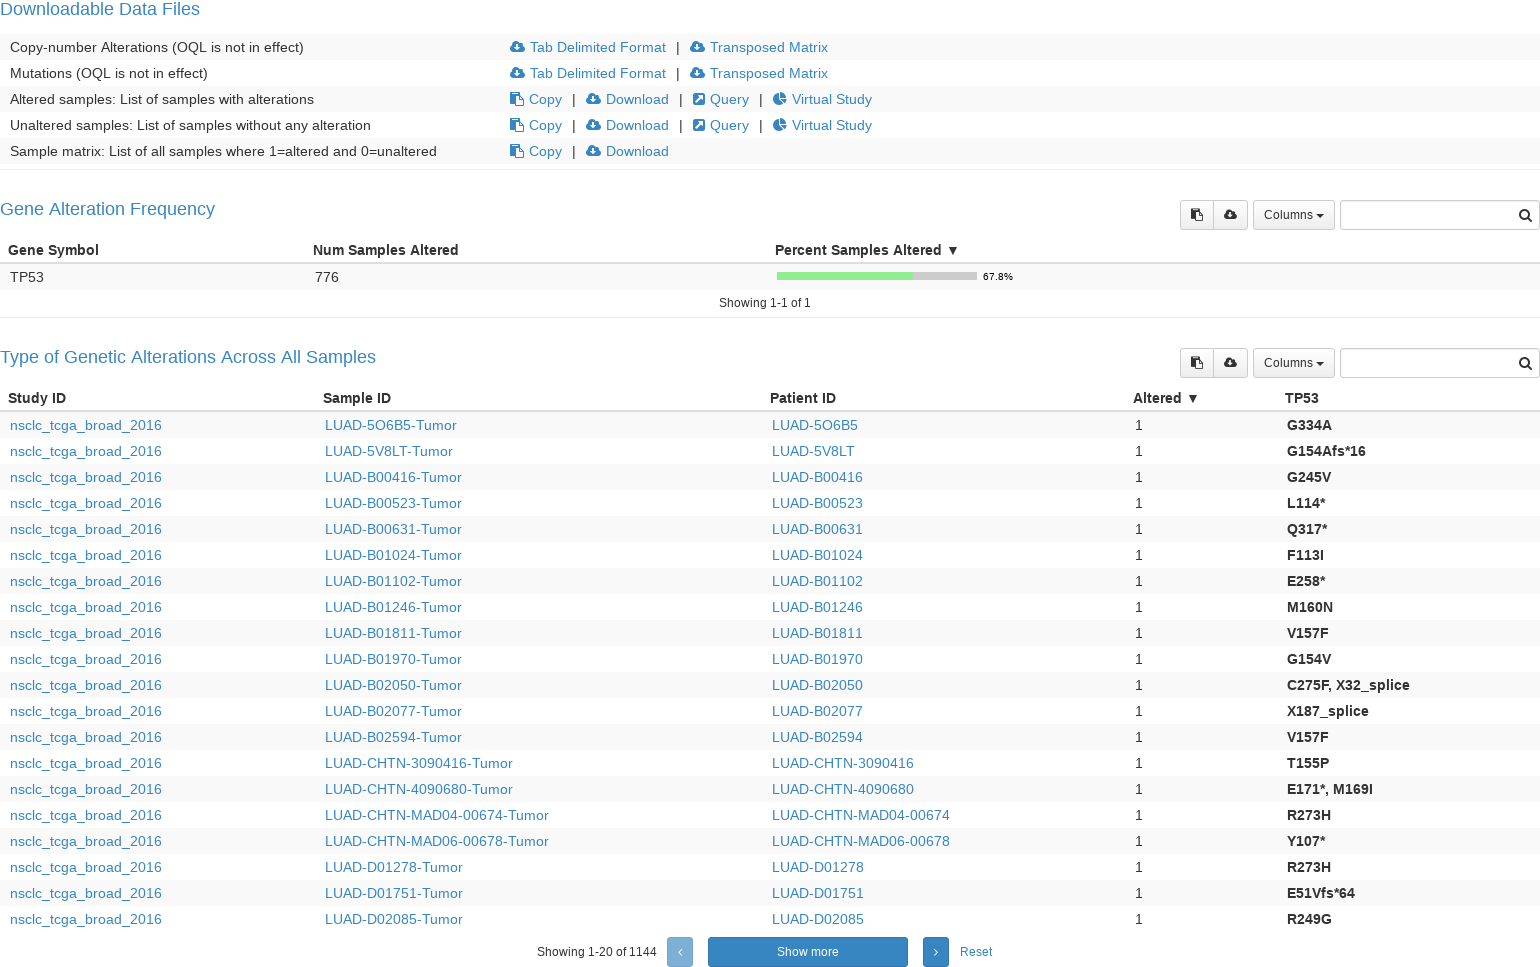 Downloadable Data Files
Copy-number Alterations (OQL is not in effect) Tab Delimited Format | Transposed Matrix
Mutations (OQL is not in effect) Tab Delimited Format | Transposed Matrix
Altered samples: List of samples with alterations Copy | Download | Query | Virtual Study
Unaltered samples: List of samples without any alteration Copy | Download | Query | Virtual Study
Sample matrix: List of all samples where 1=altered and 0=unaltered Copy | Download
Gene Alteration Frequency Columns
Gene Symbol Num Samples Altered Percent Samples Altered ▼
TP53 776 67.8%
Showing 1-1 of 1
Type of Genetic Alterations Across All Samples Columns
Study ID Sample ID Patient ID Altered ▼ TP53
nsclc_tcga_broad_2016 LUAD-5O6B5-Tumor LUAD-5O6B5 1 G334A
nsclc_tcga_broad_2016 LUAD-5V8LT-Tumor LUAD-5V8LT 1 G154Afs*16
nsclc_tcga_broad_2016 LUAD-B00416-Tumor LUAD-B00416 1 G245V
nsclc_tcga_broad_2016 LUAD-B00523-Tumor LUAD-B00523 1 L114*
nsclc_tcga_broad_2016 LUAD-B00631-Tumor LUAD-B00631 1 Q317*
nsclc_tcga_broad_2016 LUAD-B01024-Tumor LUAD-B01024 1 F113I
nsclc_tcga_broad_2016 LUAD-B01102-Tumor LUAD-B01102 1 E258*
nsclc_tcga_broad_2016 LUAD-B01246-Tumor LUAD-B01246 1 M160N
nsclc_tcga_broad_2016 LUAD-B01811-Tumor LUAD-B01811 1 V157F
nsclc_tcga_broad_2016 LUAD-B01970-Tumor LUAD-B01970 1 G154V
nsclc_tcga_broad_2016 LUAD-B02050-Tumor LUAD-B02050 1 C275F, X32_splice
nsclc_tcga_broad_2016 LUAD-B02077-Tumor LUAD-B02077 1 X187_splice
nsclc_tcga_broad_2016 LUAD-B02594-Tumor LUAD-B02594 1 V157F
nsclc_tcga_broad_2016 LUAD-CHTN-3090416-Tumor LUAD-CHTN-3090416 1 T155P
nsclc_tcga_broad_2016 LUAD-CHTN-4090680-Tumor LUAD-CHTN-4090680 1 E171*, M169I
nsclc_tcga_broad_2016 LUAD-CHTN-MAD04-00674-Tumor LUAD-CHTN-MAD04-00674 1 R273H
nsclc_tcga_broad_2016 LUAD-CHTN-MAD06-00678-Tumor LUAD-CHTN-MAD06-00678 1 Y107*
nsclc_tcga_broad_2016 LUAD-D01278-Tumor LUAD-D01278 1 R273H
nsclc_tcga_broad_2016 LUAD-D01751-Tumor LUAD-D01751 1 E51Vfs*64
nsclc_tcga_broad_2016 LUAD-D02085-Tumor LUAD-D02085 1 R249G
Showing 1-20 of 1144 ‹ Show more › Reset